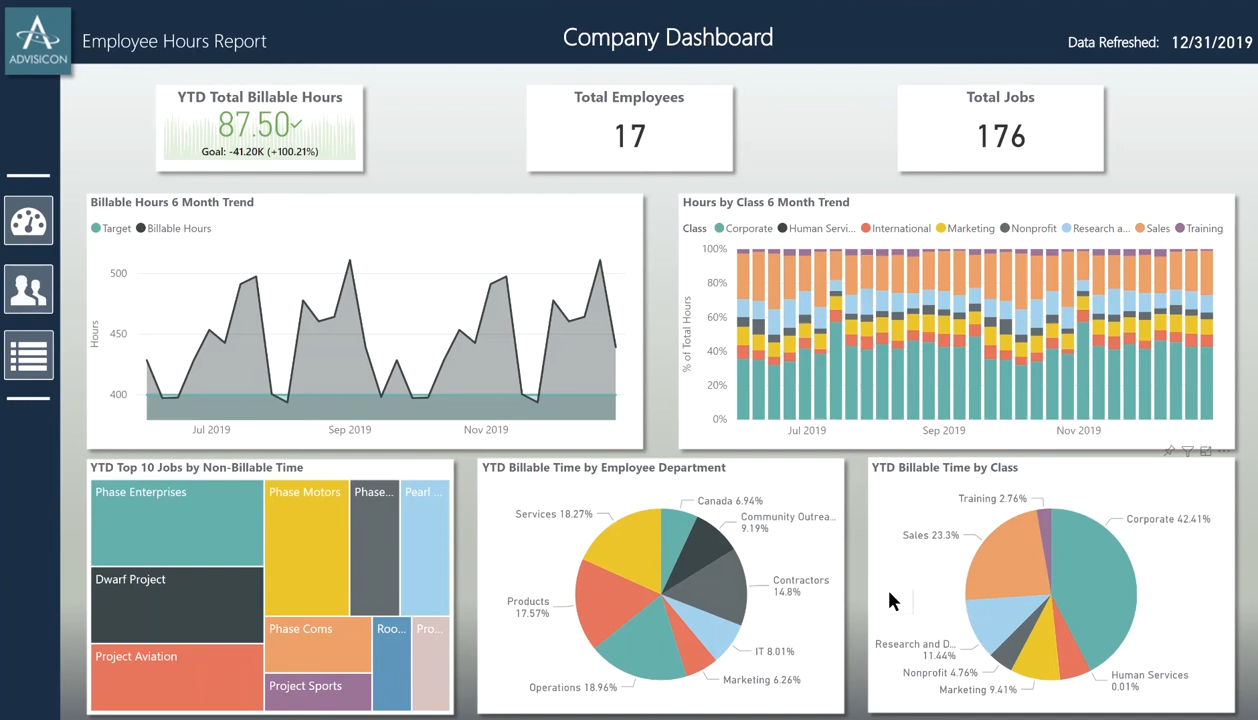 ADVISICON
Employee Hours Report
Company Dashboard
Data Refreshed: 12/31/2019
YTD Total Billable Hours
87.50
Goal: -41.20K (+100.21%)
Total Employees
17
Total Jobs
176
Billable Hours 6 Month Trend
Target Billable Hours
Hours
500
450
400
Jul 2019 Sep 2019 Nov 2019
Hours by Class 6 Month Trend
Class Corporate Human Servi... International Marketing Nonprofit Research a... Sales Training
% of Total Hours
100%
80%
60%
40%
20%
0%
Jul 2019 Sep 2019 Nov 2019
YTD Top 10 Jobs by Non-Billable Time
Phase Enterprises
Dwarf Project
Project Aviation
Phase Motors
Phase...
Pearl ...
Phase Coms
Project Sports
Roo...
Pro...
YTD Billable Time by Employee Department
Canada 6.94%
Community Outrea...
9.19%
Contractors
14.8%
IT 8.01%
Marketing 6.26%
Operations 18.96%
Products
17.57%
Services 18.27%
YTD Billable Time by Class
Training 2.76%
Corporate 42.41%
Sales 23.3%
Research and D...
11.44%
Nonprofit 4.76%
Marketing 9.41%
Human Services
0.01%